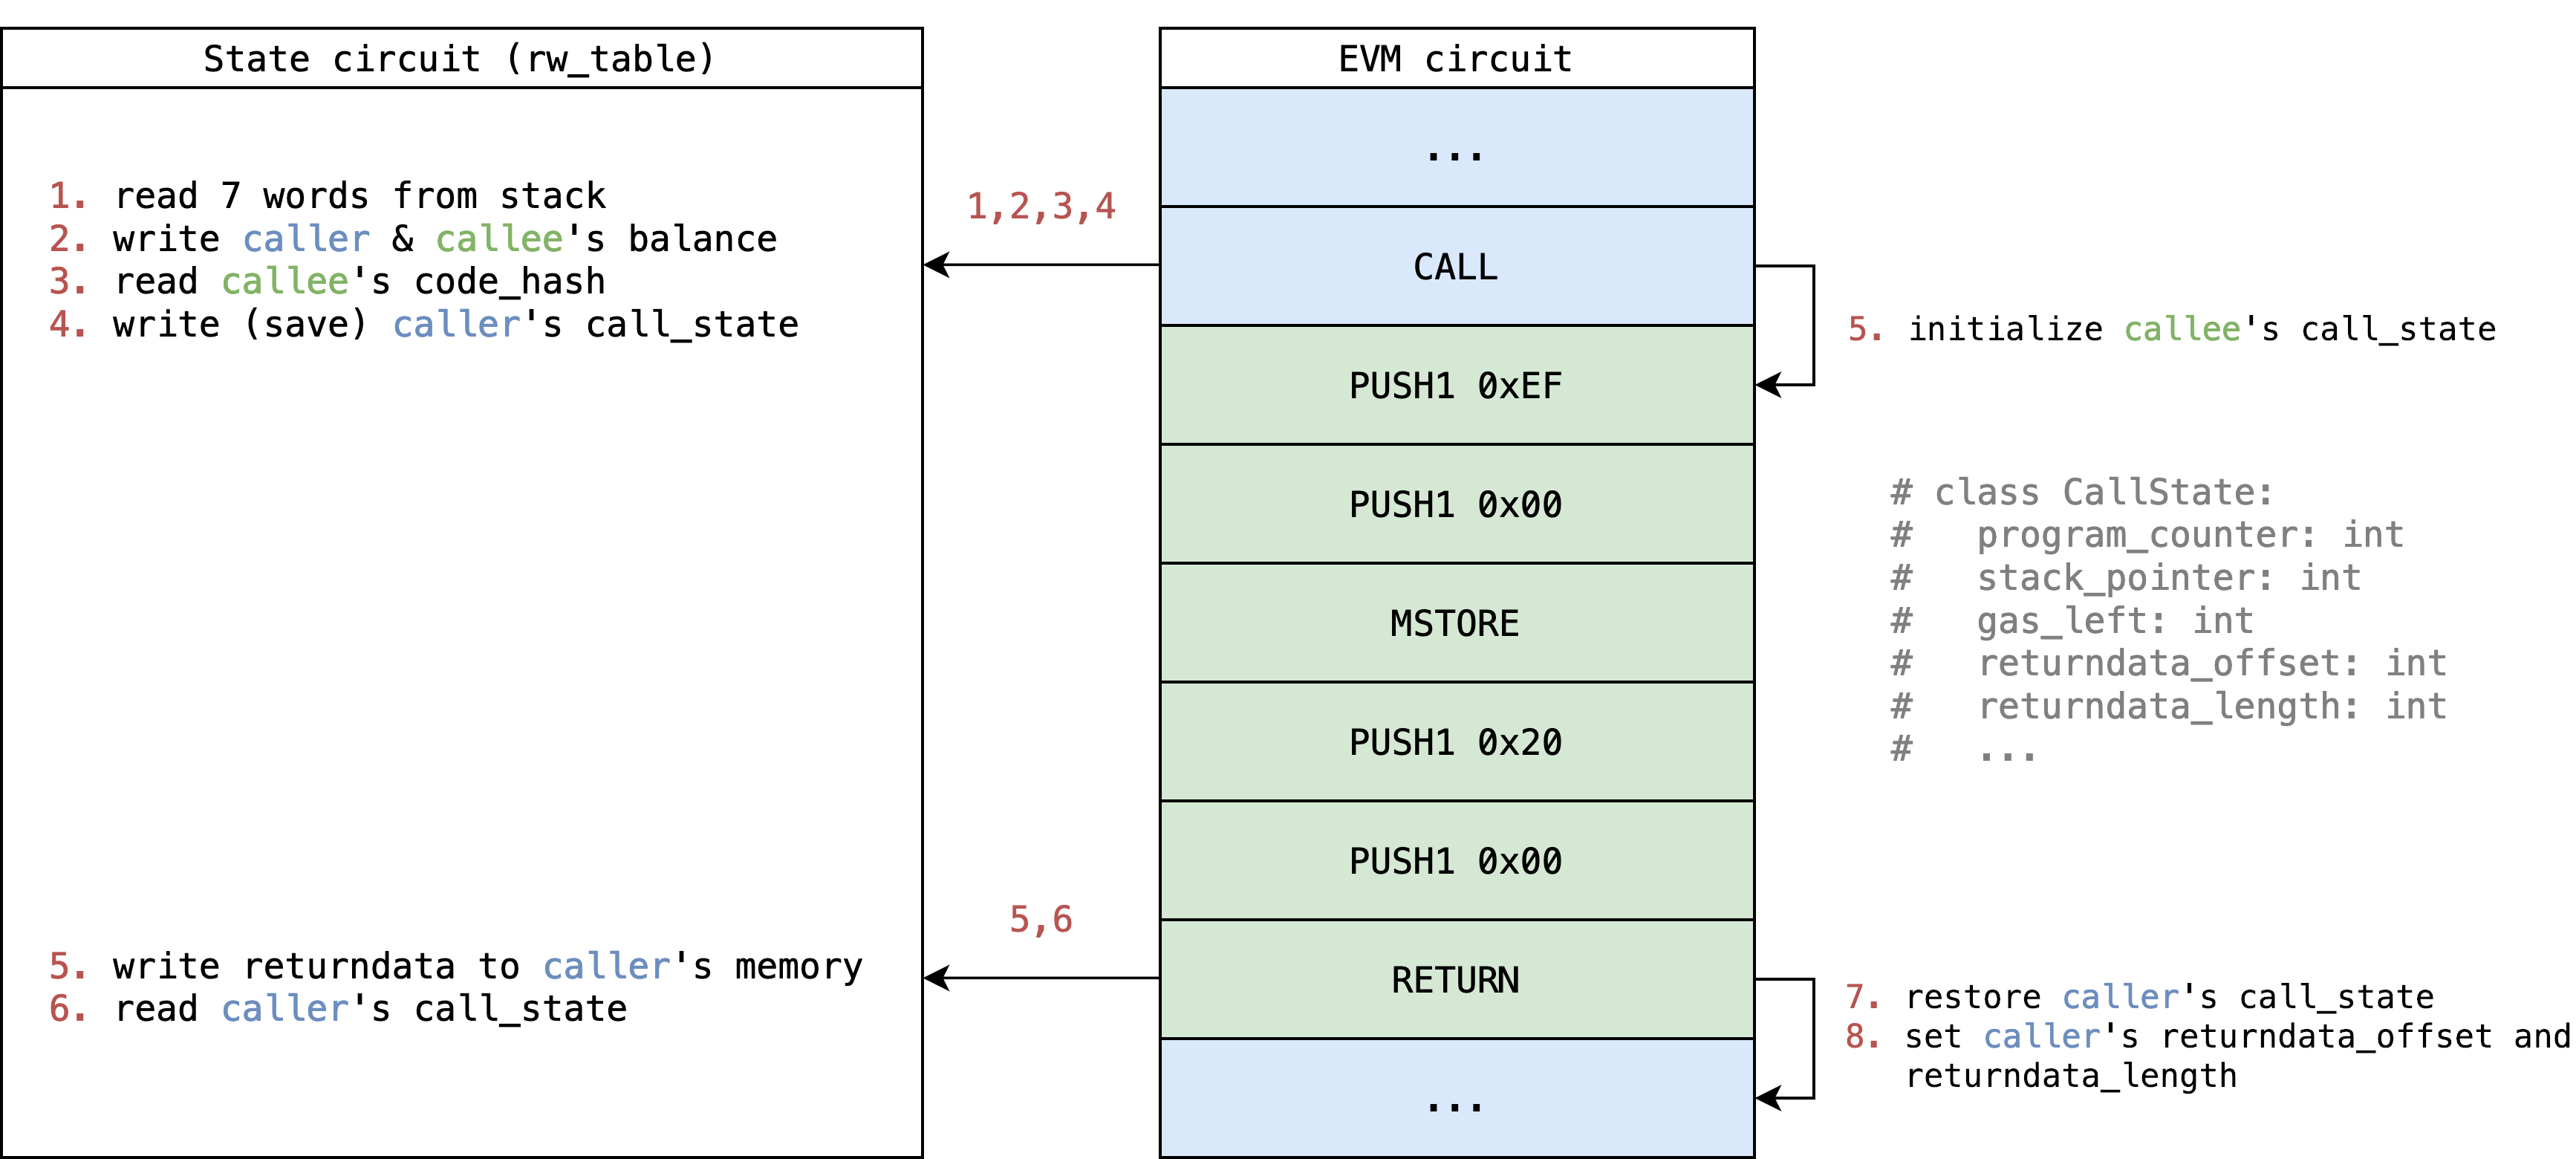 State circuit (rw_table)
1. read 7 words from stack
2. write caller & callee's balance
3. read callee's code_hash
4. write (save) caller's call_state
5. write returndata to caller's memory
6. read caller's call_state
1,2,3,4
5,6
EVM circuit
...
CALL
PUSH1 0xEF
PUSH1 0x00
MSTORE
PUSH1 0x20
PUSH1 0x00
RETURN
...
5. initialize callee's call_state
# class CallState:
#   program_counter: int
#   stack_pointer: int
#   gas_left: int
#   returndata_offset: int
#   returndata_length: int
#   ...
7. restore caller's call_state
8. set caller's returndata_offset and
returndata_length